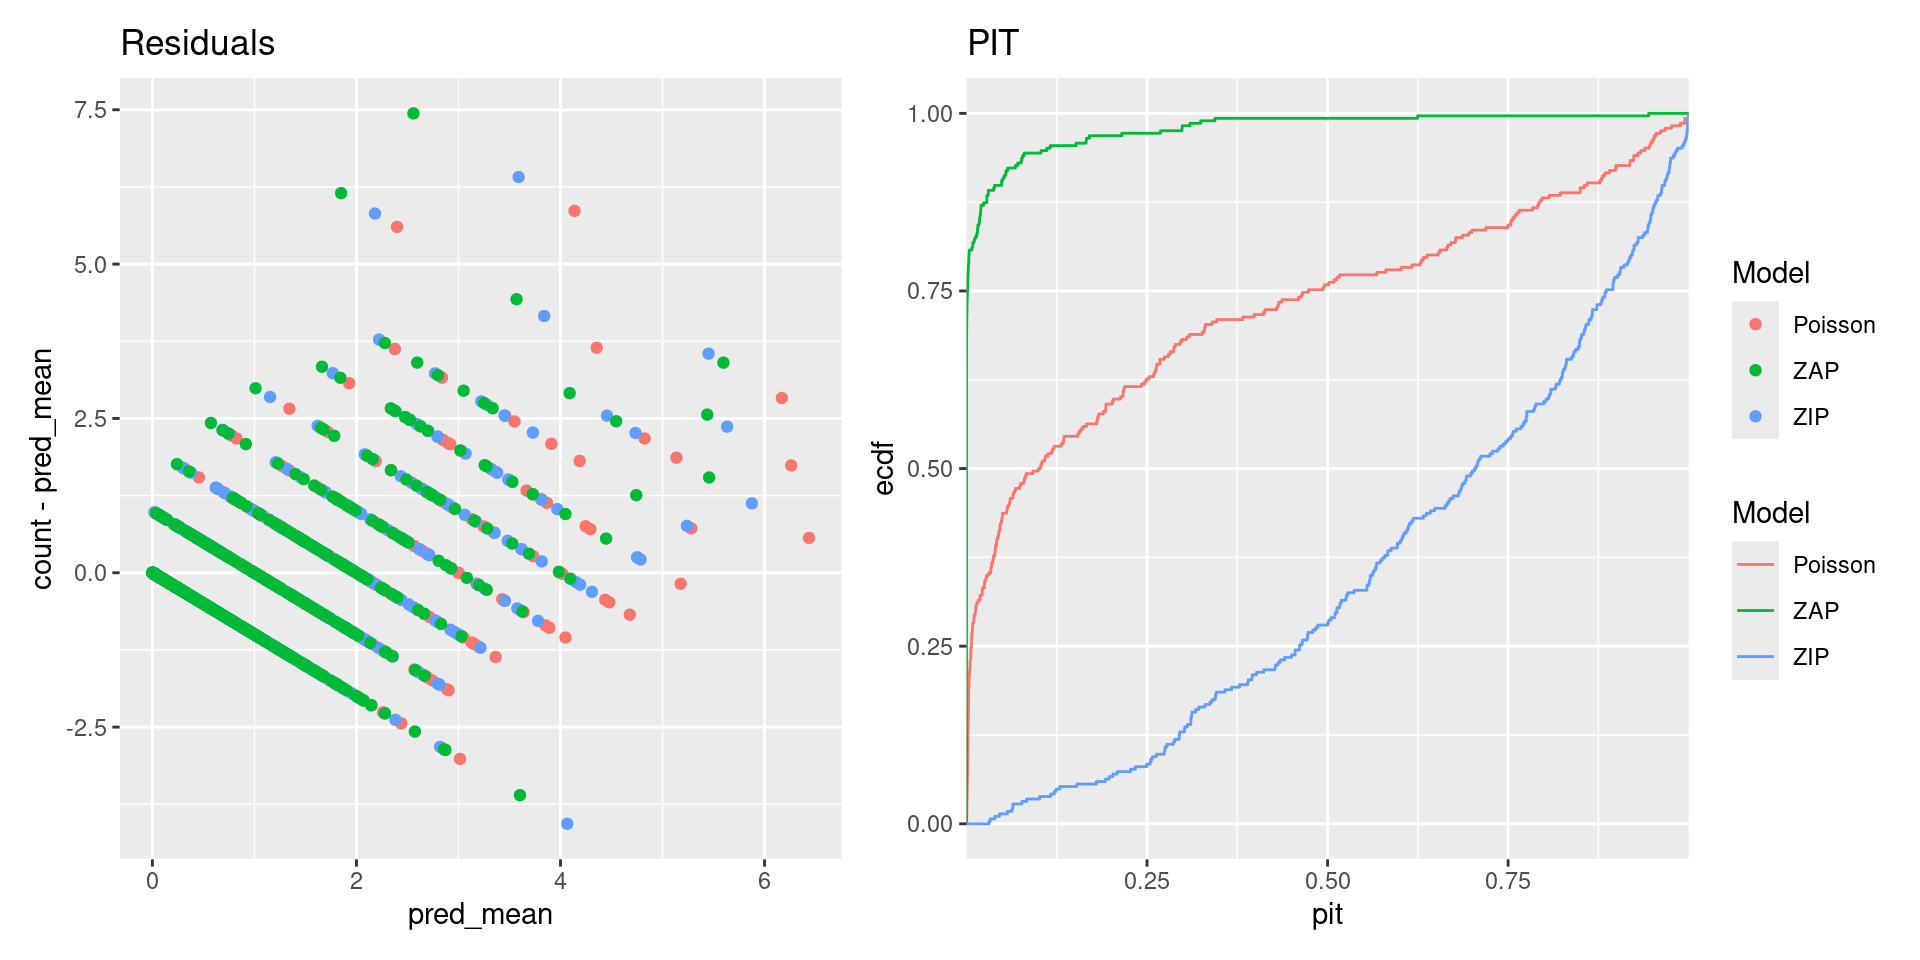 Residuals
7.5
5.0
2.5
0.0
-2.5
count - pred_mean
0
2
4
6
pred_mean
PIT
1.00
0.75
0.50
0.25
0.00
ecdf
0.25
0.50
0.75
pit
Model
Poisson
ZAP
ZIP
Model
Poisson
ZAP
ZIP